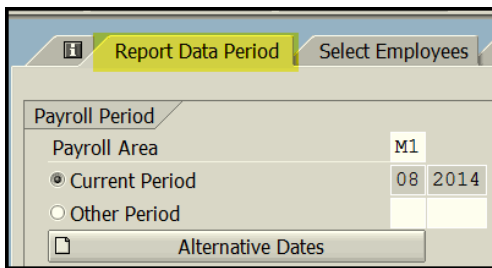 Report Data Period Select Employees
Payroll Period
Payroll Area M1
Current Period 08 2014
Other Period
Alternative Dates